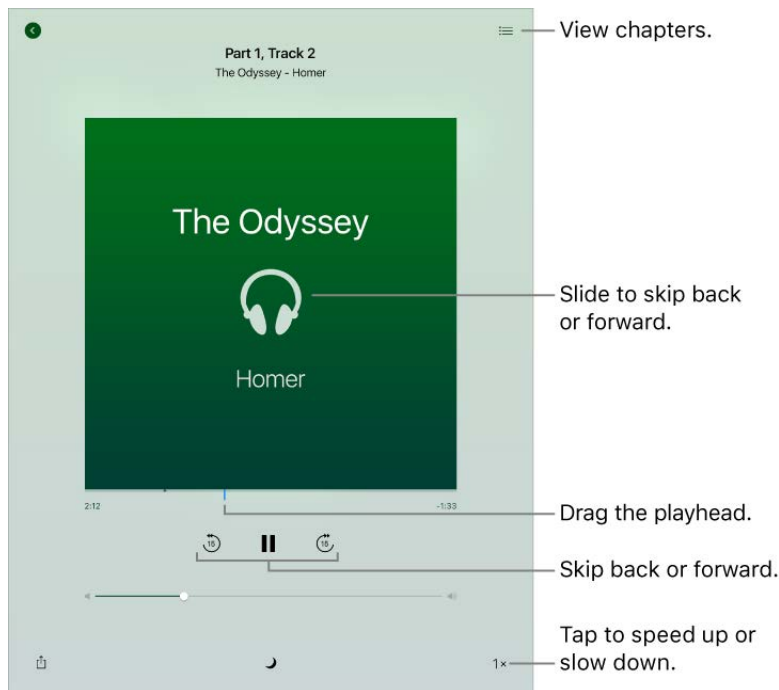 View chapters.
Part 1, Track 2
The Odyssey - Homer
The Odyssey
Slide to skip back
or forward.
Homer
2:12
-1:33
Drag the playhead.
15
15
Skip back or forward.
Tap to speed up or
1×
slow down.